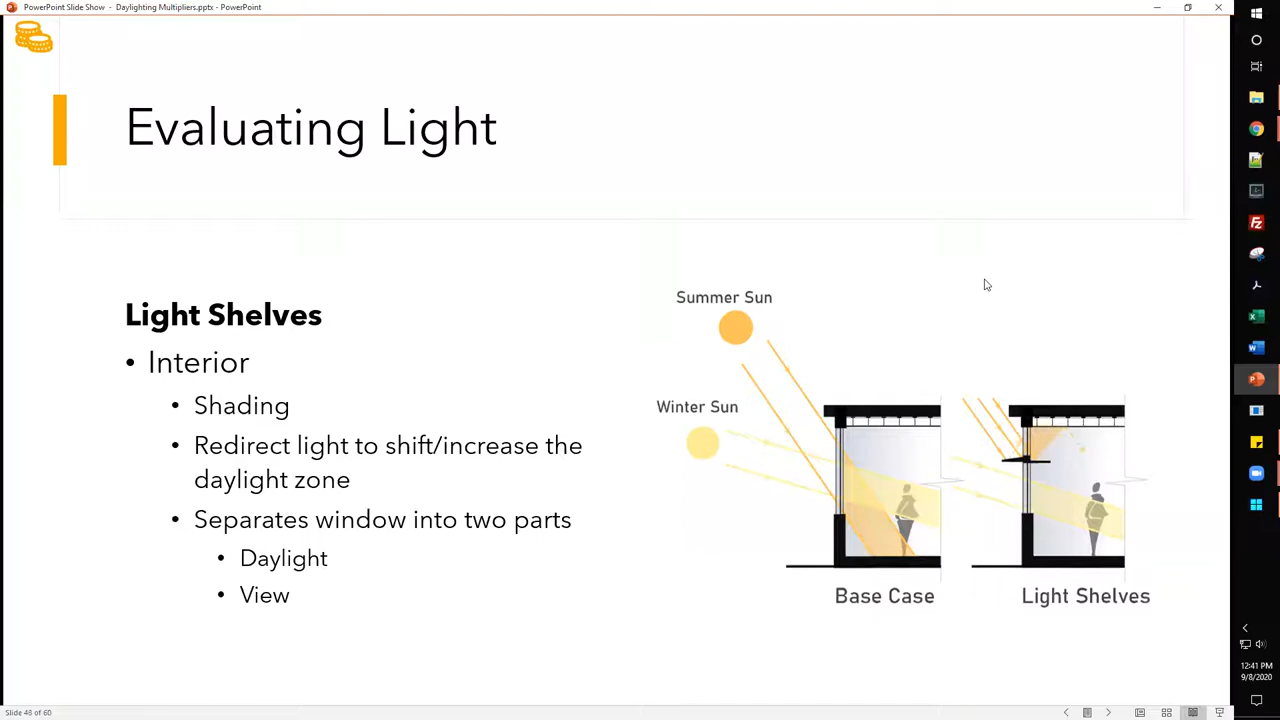 PowerPoint Slide Show - Daylighting Multipliers.pptx - PowerPoint
Evaluating Light
Light Shelves
• Interior
• Shading
• Redirect light to shift/increase the
daylight zone
• Separates window into two parts
• Daylight
• View
Summer Sun
Winter Sun
Base Case
Light Shelves
12:41 PM
9/8/2020
Slide 48 of 60